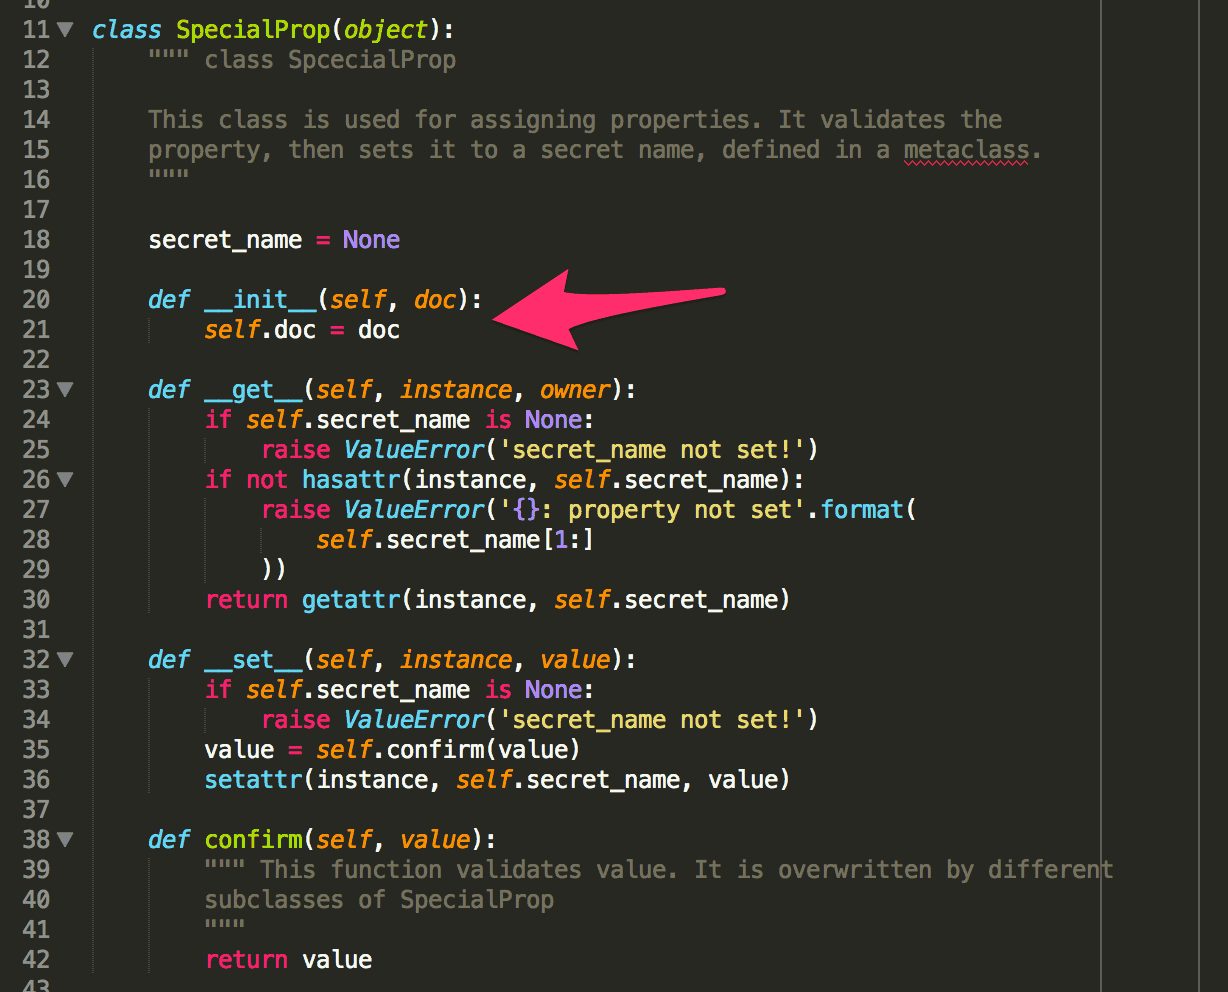 10
11 class SpecialProp(object):
12 """ class SpcecialProp
13
14 This class is used for assigning properties. It validates the
15 property, then sets it to a secret name, defined in a metaclass.
16 """
17
18 secret_name = None
19
20 def __init__(self, doc):
21 self.doc = doc
22
23 def __get__(self, instance, owner):
24 if self.secret_name is None:
25 raise ValueError('secret_name not set!')
26 if not hasattr(instance, self.secret_name):
27 raise ValueError('{}: property not set'.format(
28 self.secret_name[1:]
29 ))
30 return getattr(instance, self.secret_name)
31
32 def __set__(self, instance, value):
33 if self.secret_name is None:
34 raise ValueError('secret_name not set!')
35 value = self.confirm(value)
36 setattr(instance, self.secret_name, value)
37
38 def confirm(self, value):
39 """ This function validates value. It is overwritten by different
40 subclasses of SpecialProp
41 """
42 return value
43